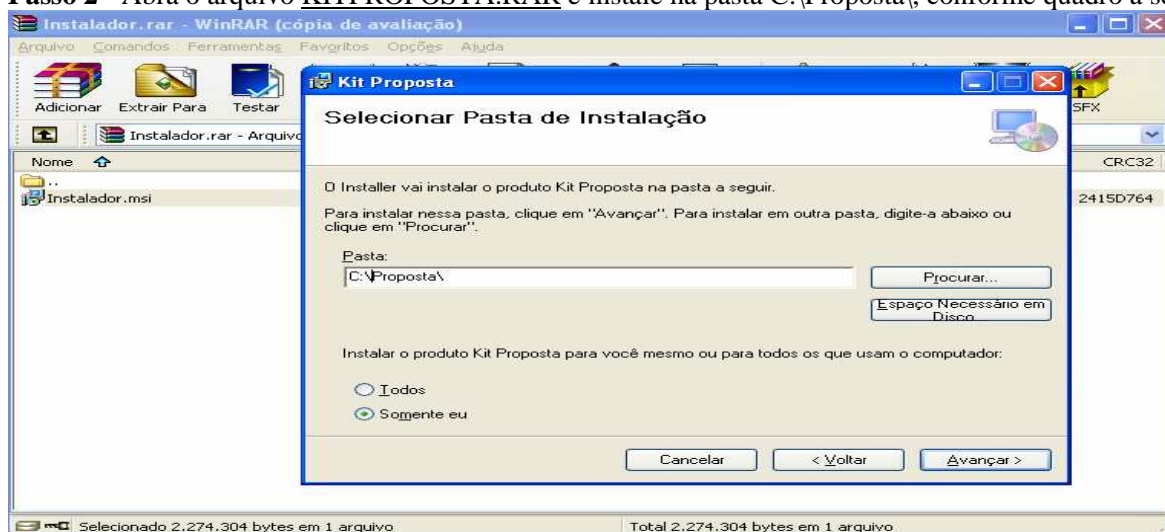 Passo 2 - Abra o arquivo KITPROPOSTA.RAR e instale na pasta C:\Proposta\, conforme quadro a
Instalador.rar - WinRAR (cópia de avaliação)
Arquivo Comandos Ferramentas Favoritos Opções Ajuda
Adicionar Extrair Para Testar SFX
Instalador.rar - Arquivo
Nome CRC32
..
Instalador.msi 2415D764
Kit Proposta
Selecionar Pasta de Instalação
O Installer vai instalar o produto Kit Proposta na pasta a seguir.
Para instalar nessa pasta, clique em "Avançar". Para instalar em outra pasta, digite-a abaixo ou
clique em "Procurar".
Pasta:
C:\Proposta\
Procurar...
Espaço Necessário em
Disco...
Instalar o produto Kit Proposta para você mesmo ou para todos os que usam o computador:
Todos
Somente eu
Cancelar < Voltar Avançar >
Selecionado 2.274.304 bytes em 1 arquivo Total 2.274.304 bytes em 1 arquivo